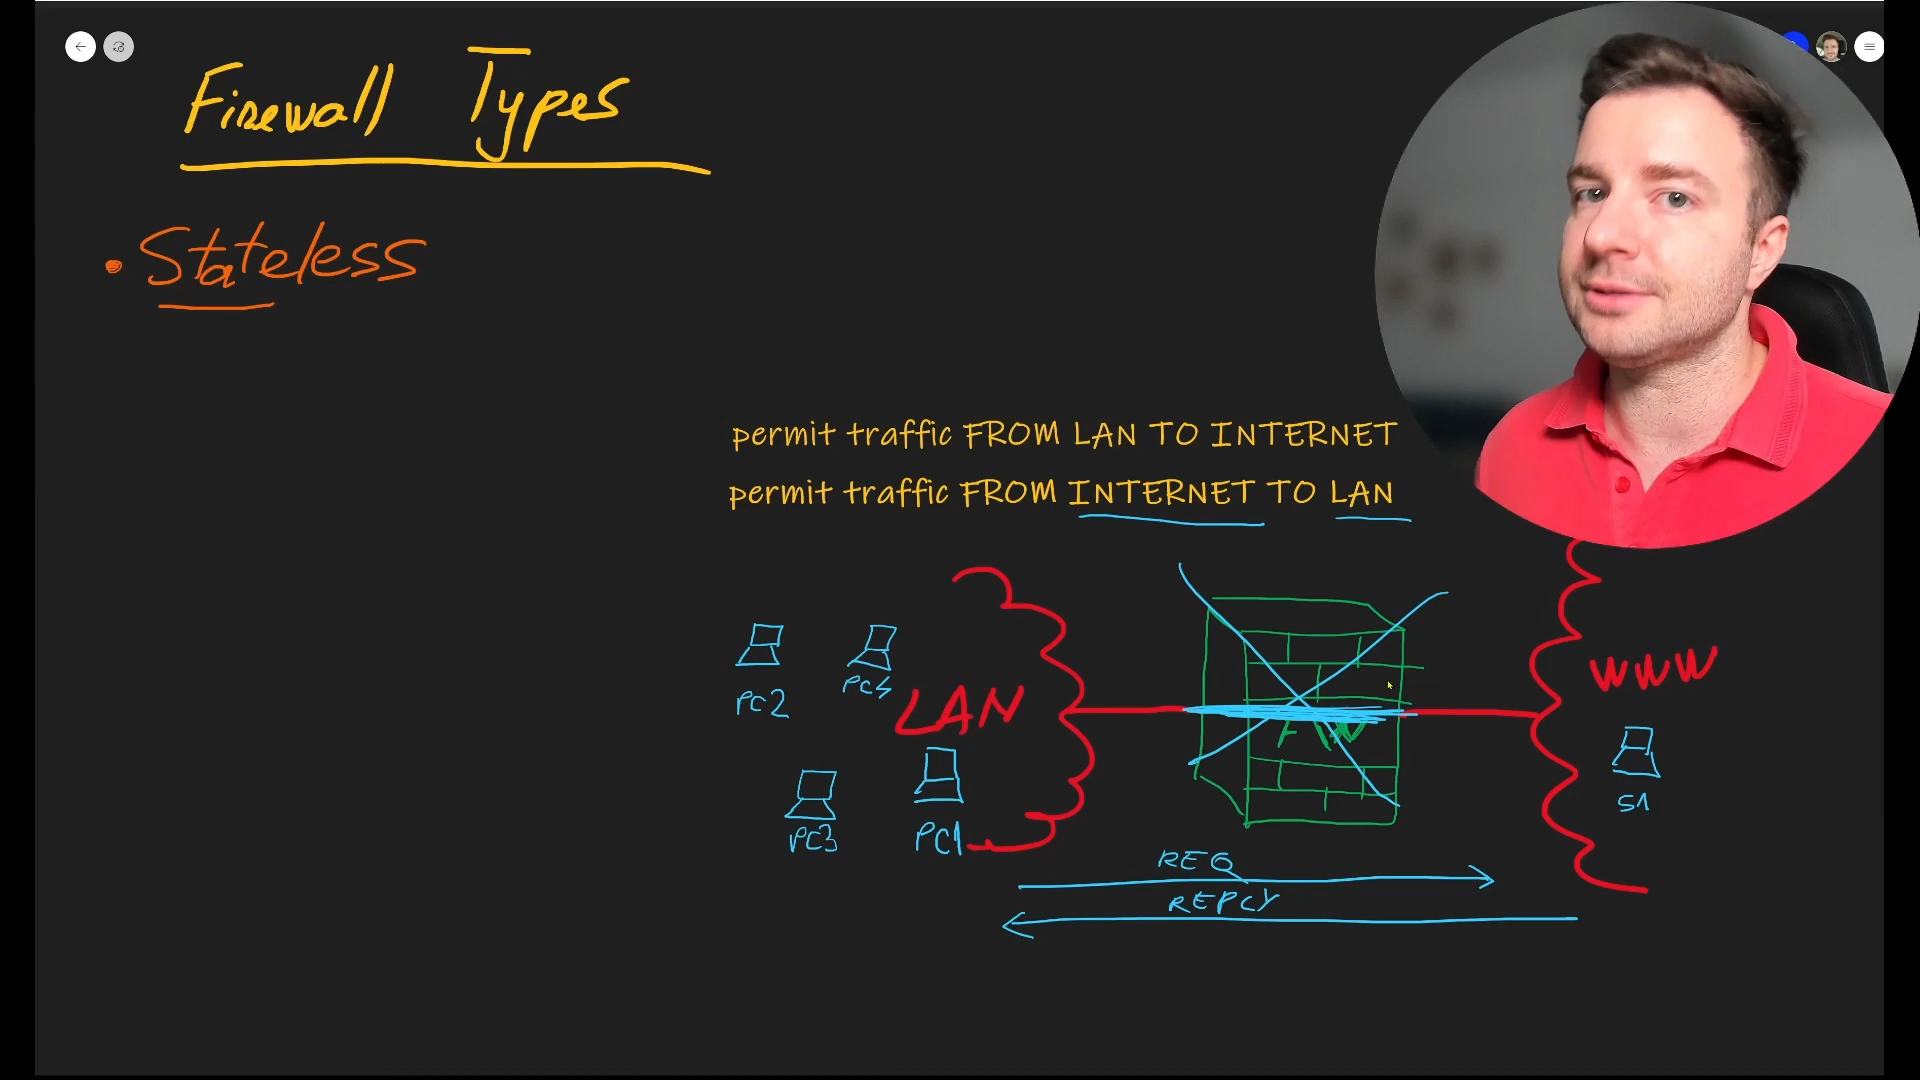 Firewall Types
• Stateless
permit traffic FROM LAN TO INTERNET
permit traffic FROM INTERNET TO LAN
PC2
PC4
LAN
WWW
FW
PC3
PC1
S1
REQ
REPLY